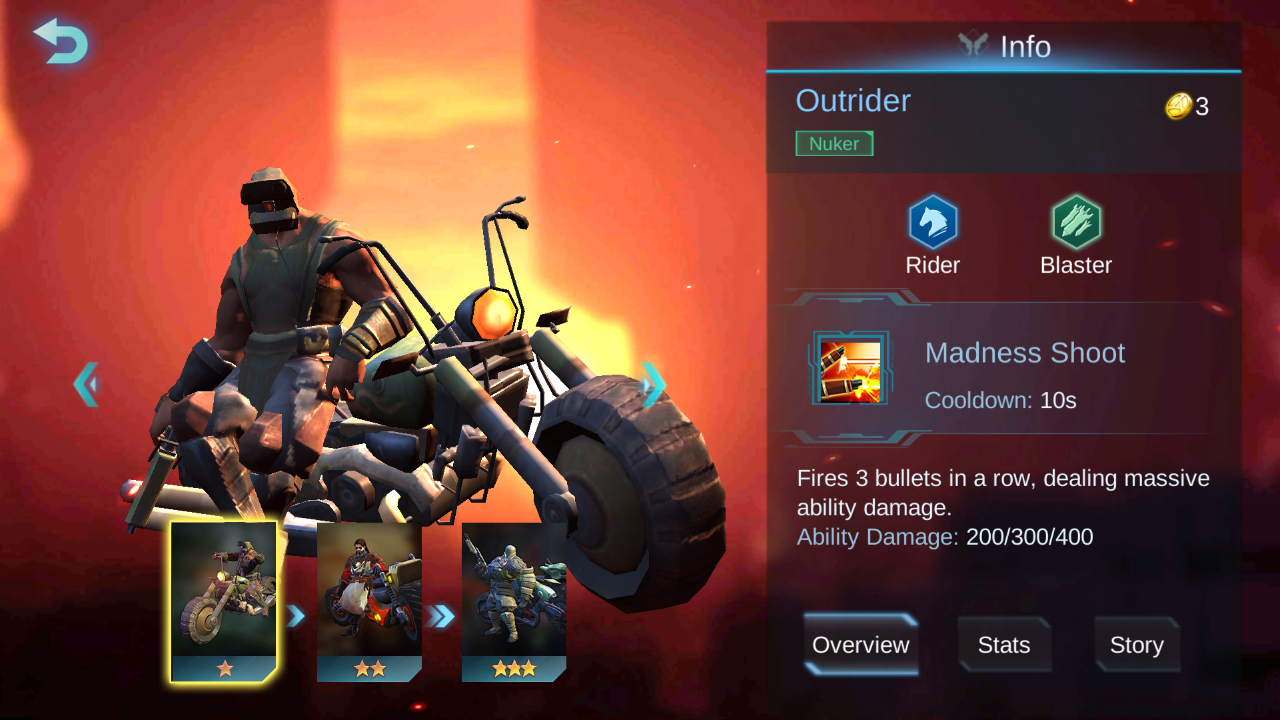 Info
Outrider
3
Nuker
Rider
Blaster
Madness Shoot
Cooldown: 10s
Fires 3 bullets in a row, dealing massive
ability damage.
Ability Damage: 200/300/400
Overview
Stats
Story